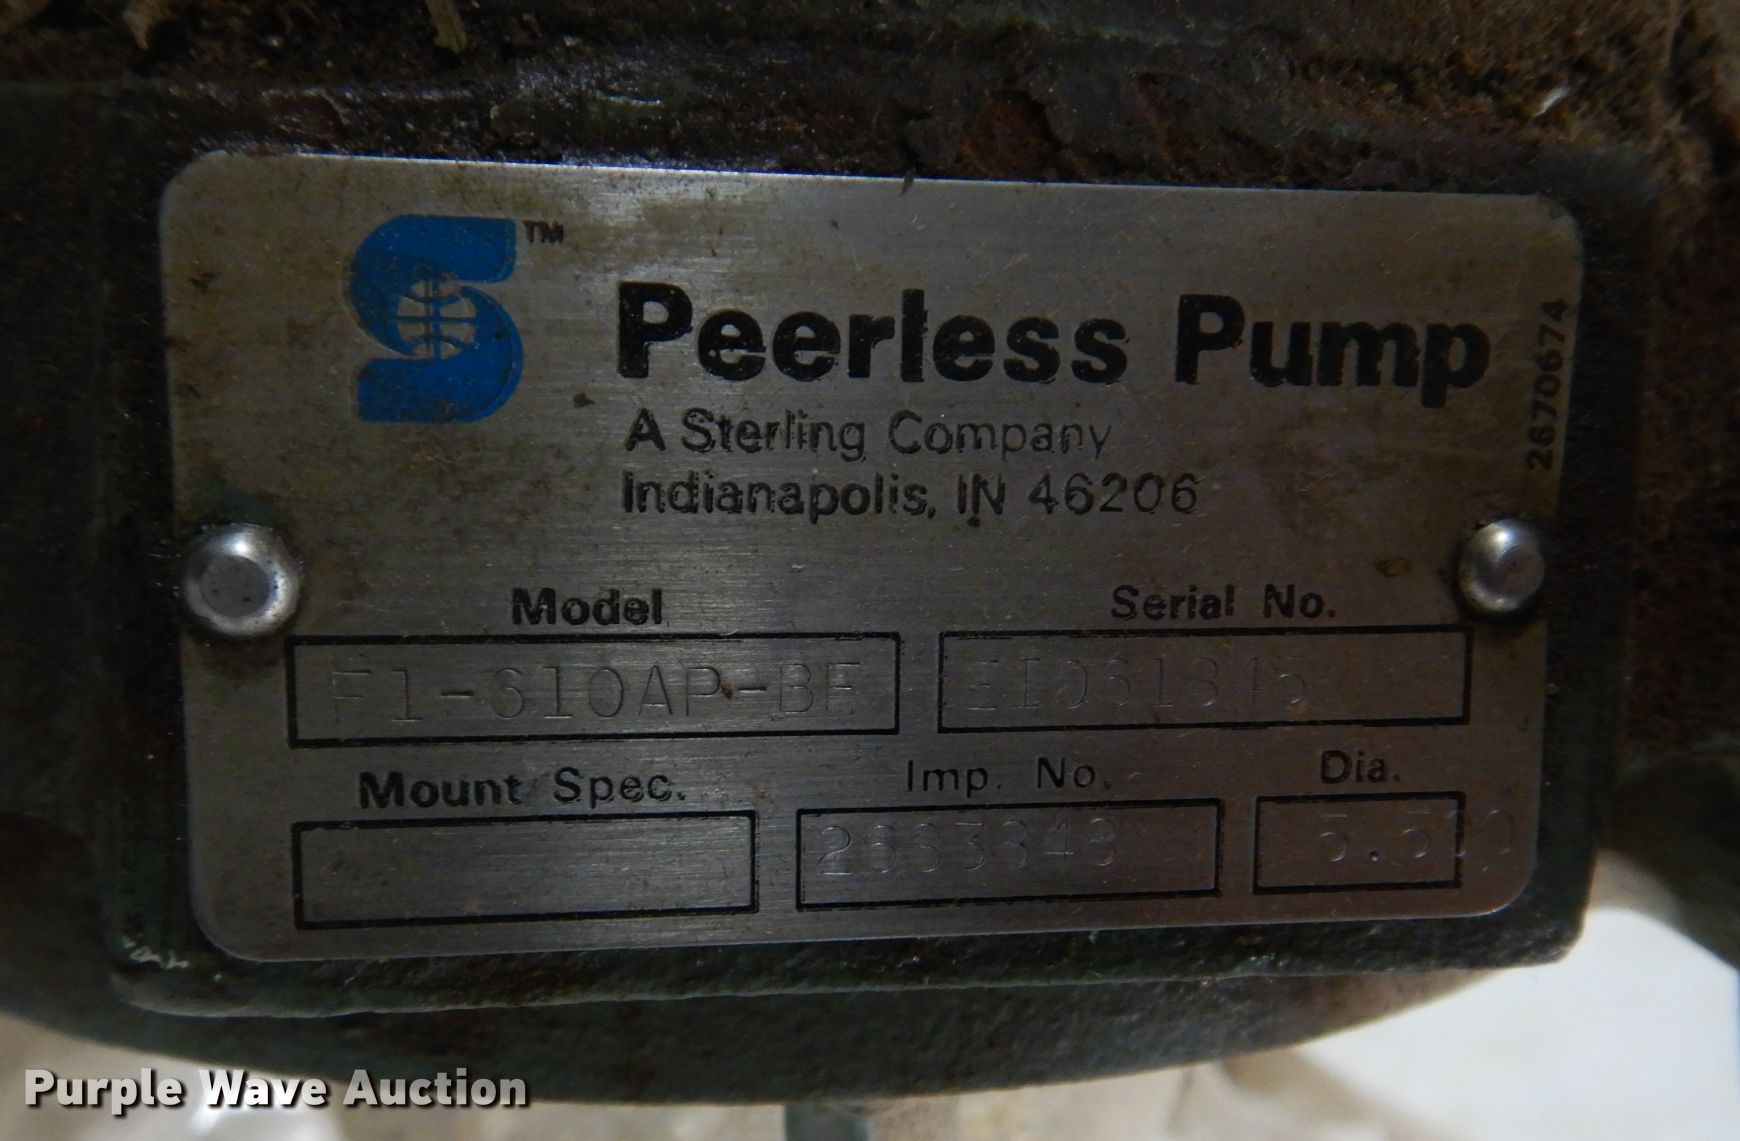 TM
Peerless Pump
A Sterling Company
Indianapolis, IN 46206
2670674
Model
Serial No.
F1-610AP-BF
Mount Spec.
Imp. No.
Dia.
Purple Wave Auction